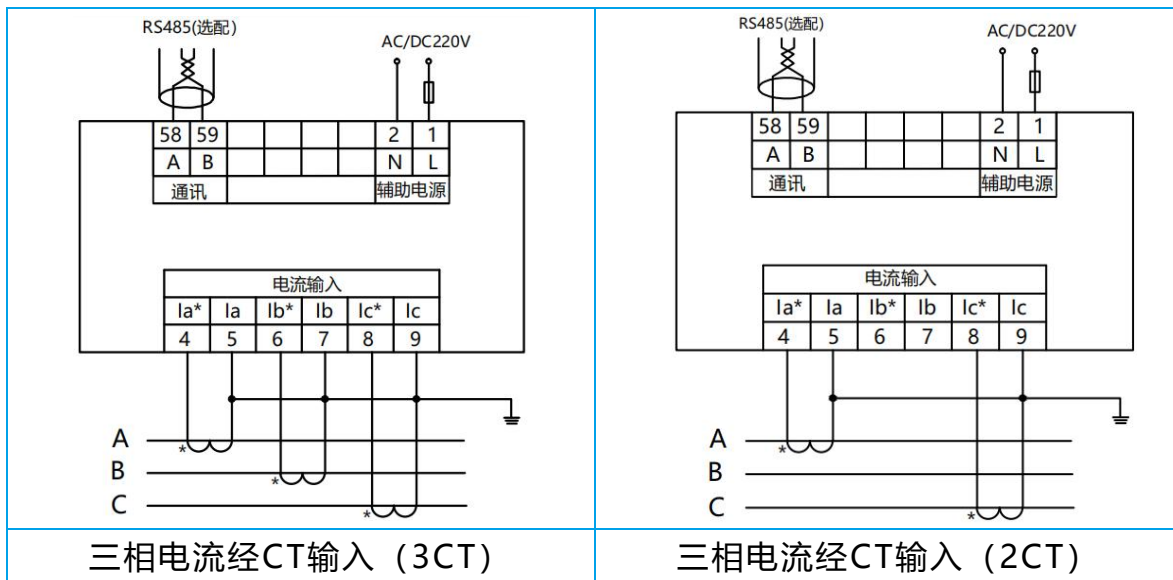 RS485(选配)
AC/DC220V
58 59 2 1
A B N L
通讯 辅助电源
电流输入
Ia* Ia Ib* Ib Ic* Ic
4 5 6 7 8 9
A
*
B
*
C
*
三相电流经CT输入（3CT）
RS485(选配)
AC/DC220V
58 59 2 1
A B N L
通讯 辅助电源
电流输入
Ia* Ia Ib* Ib Ic* Ic
4 5 6 7 8 9
A
*
B
C
*
三相电流经CT输入（2CT）